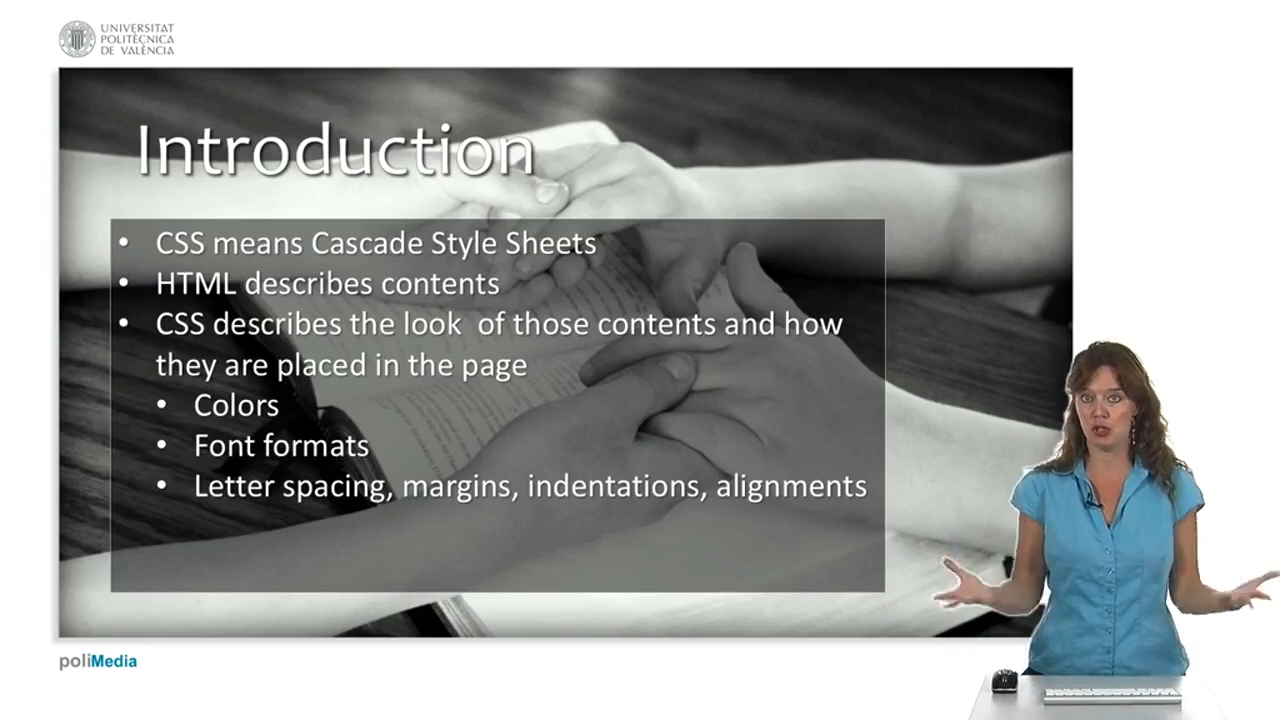 UNIVERSITAT
POLITÈCNICA
DE VALÈNCIA
Introduction
• CSS means Cascade Style Sheets
• HTML describes contents
• CSS describes the look of those contents and how
they are placed in the page
• Colors
• Font formats
• Letter spacing, margins, indentations, alignments
poliMedia